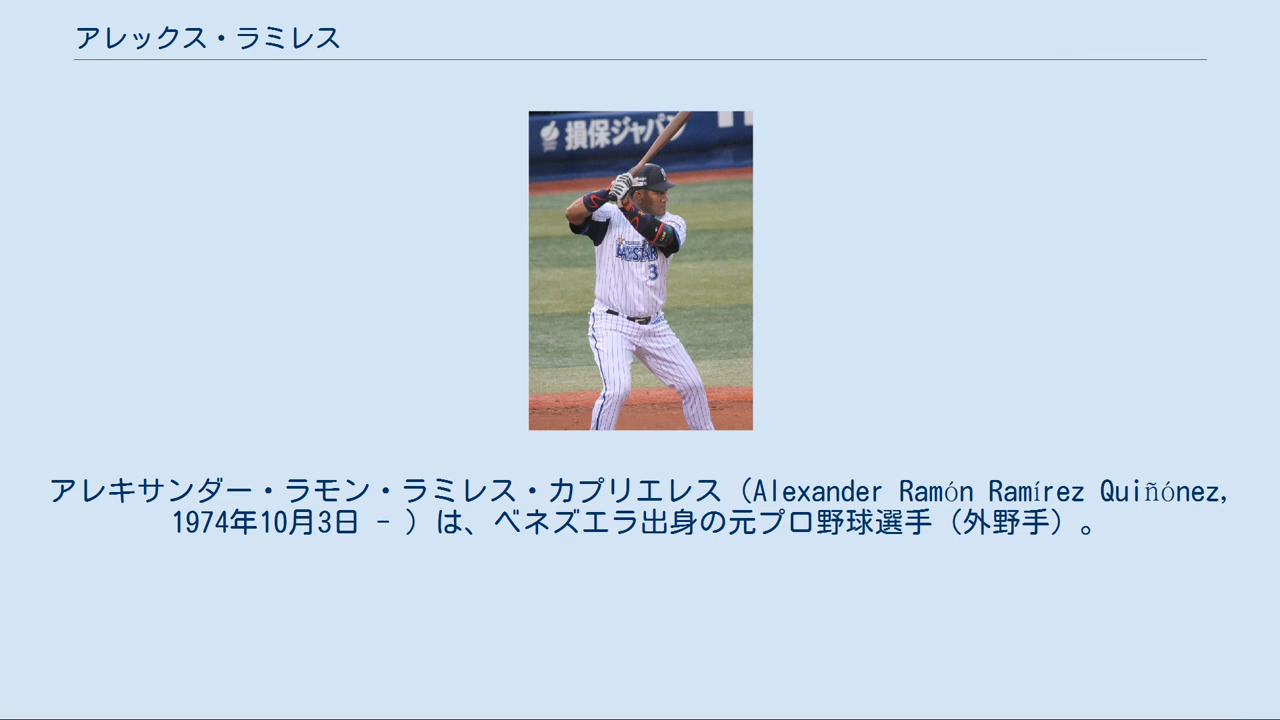 アレックス・ラミレス
損保ジャパン
BAYSTARS
3
アレキサンダー・ラモン・ラミレス・カプリエレス（Alexander Ramón Ramírez Quiñónez,
1974年10月3日 - ）は、ベネズエラ出身の元プロ野球選手（外野手）。